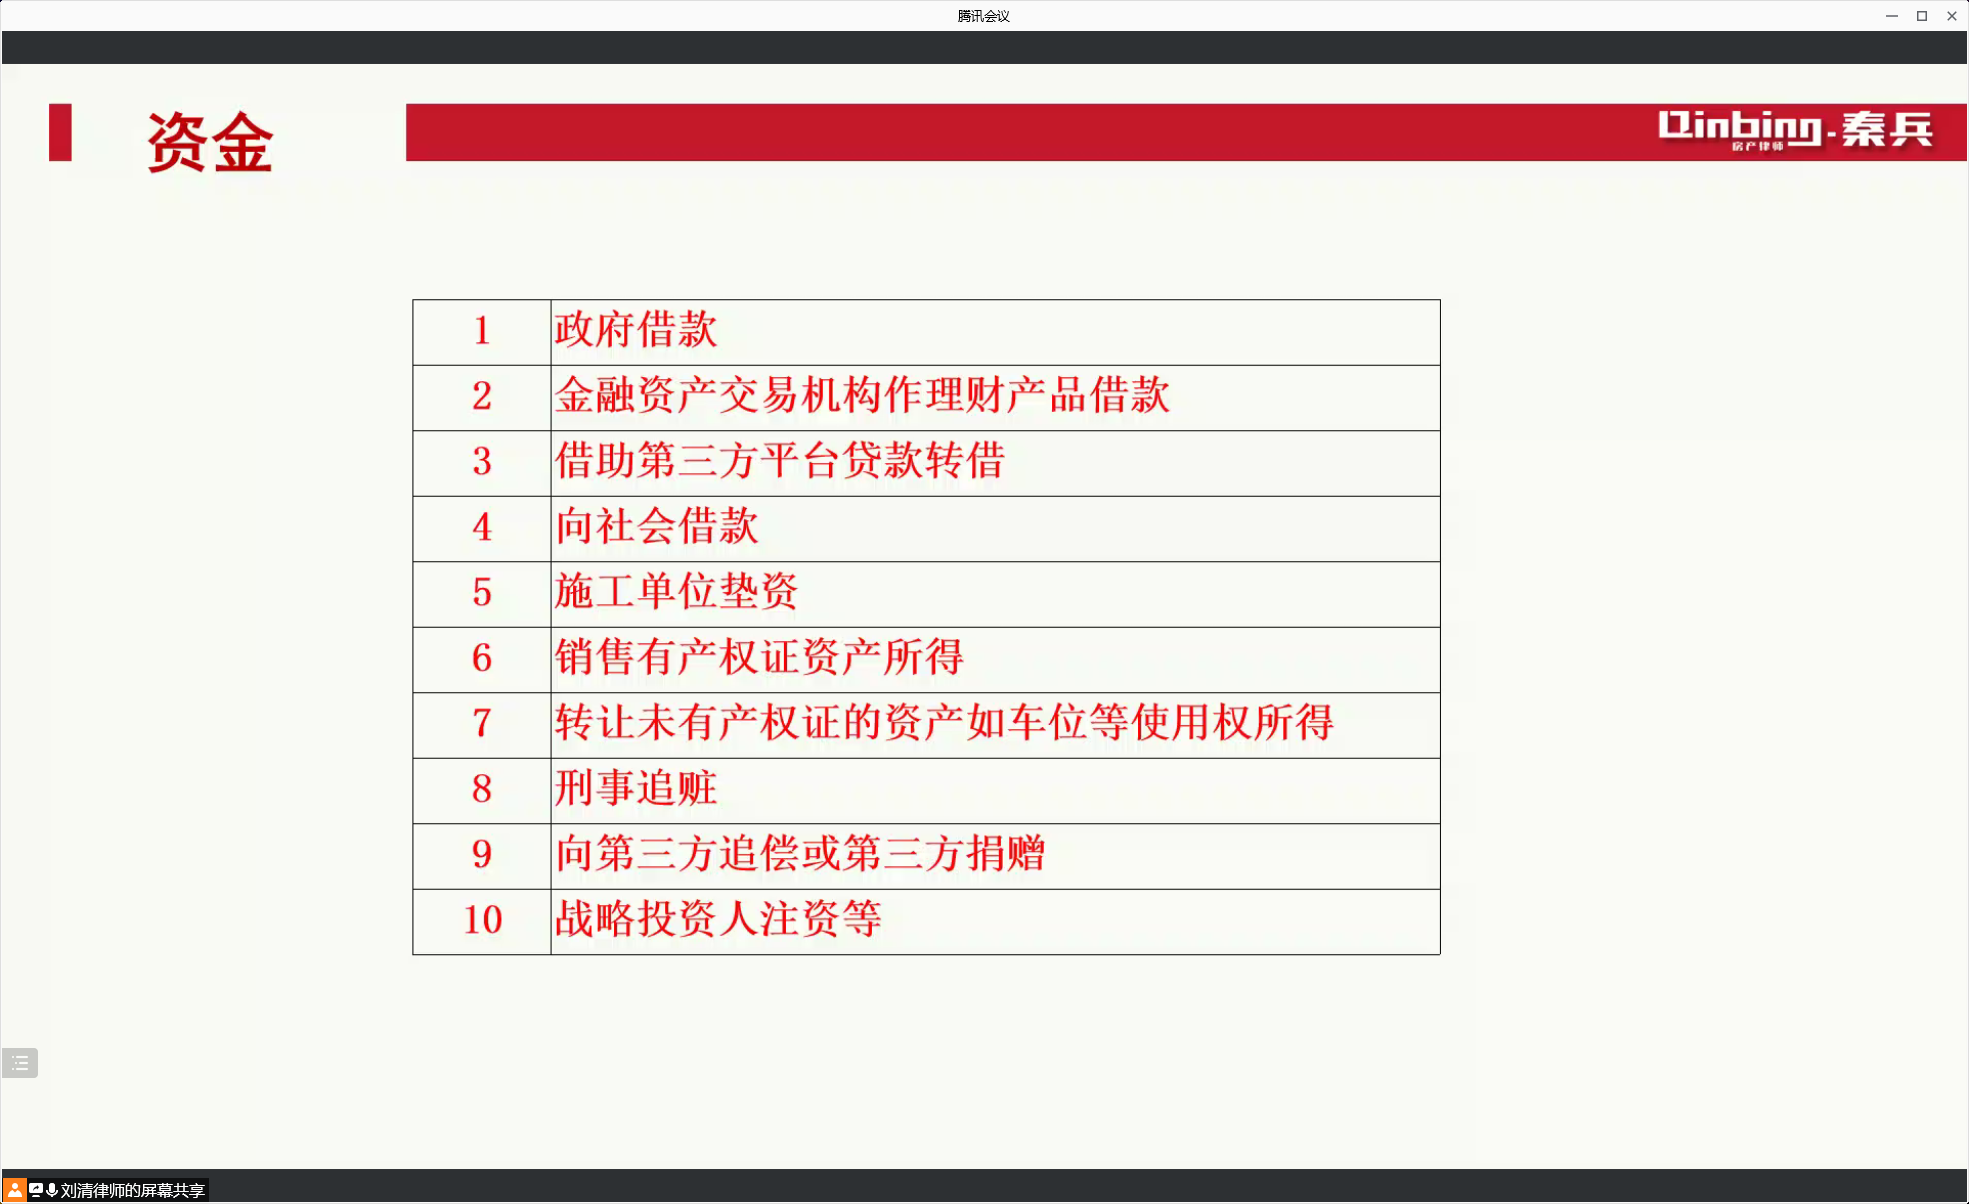 腾讯会议
资金
Qinbing-秦兵
房产律师
1 政府借款
2 金融资产交易机构作理财产品借款
3 借助第三方平台贷款转借
4 向社会借款
5 施工单位垫资
6 销售有产权证资产所得
7 转让未有产权证的资产如车位等使用权所得
8 刑事追赃
9 向第三方追偿或第三方捐赠
10 战略投资人注资等
刘清律师的屏幕共享